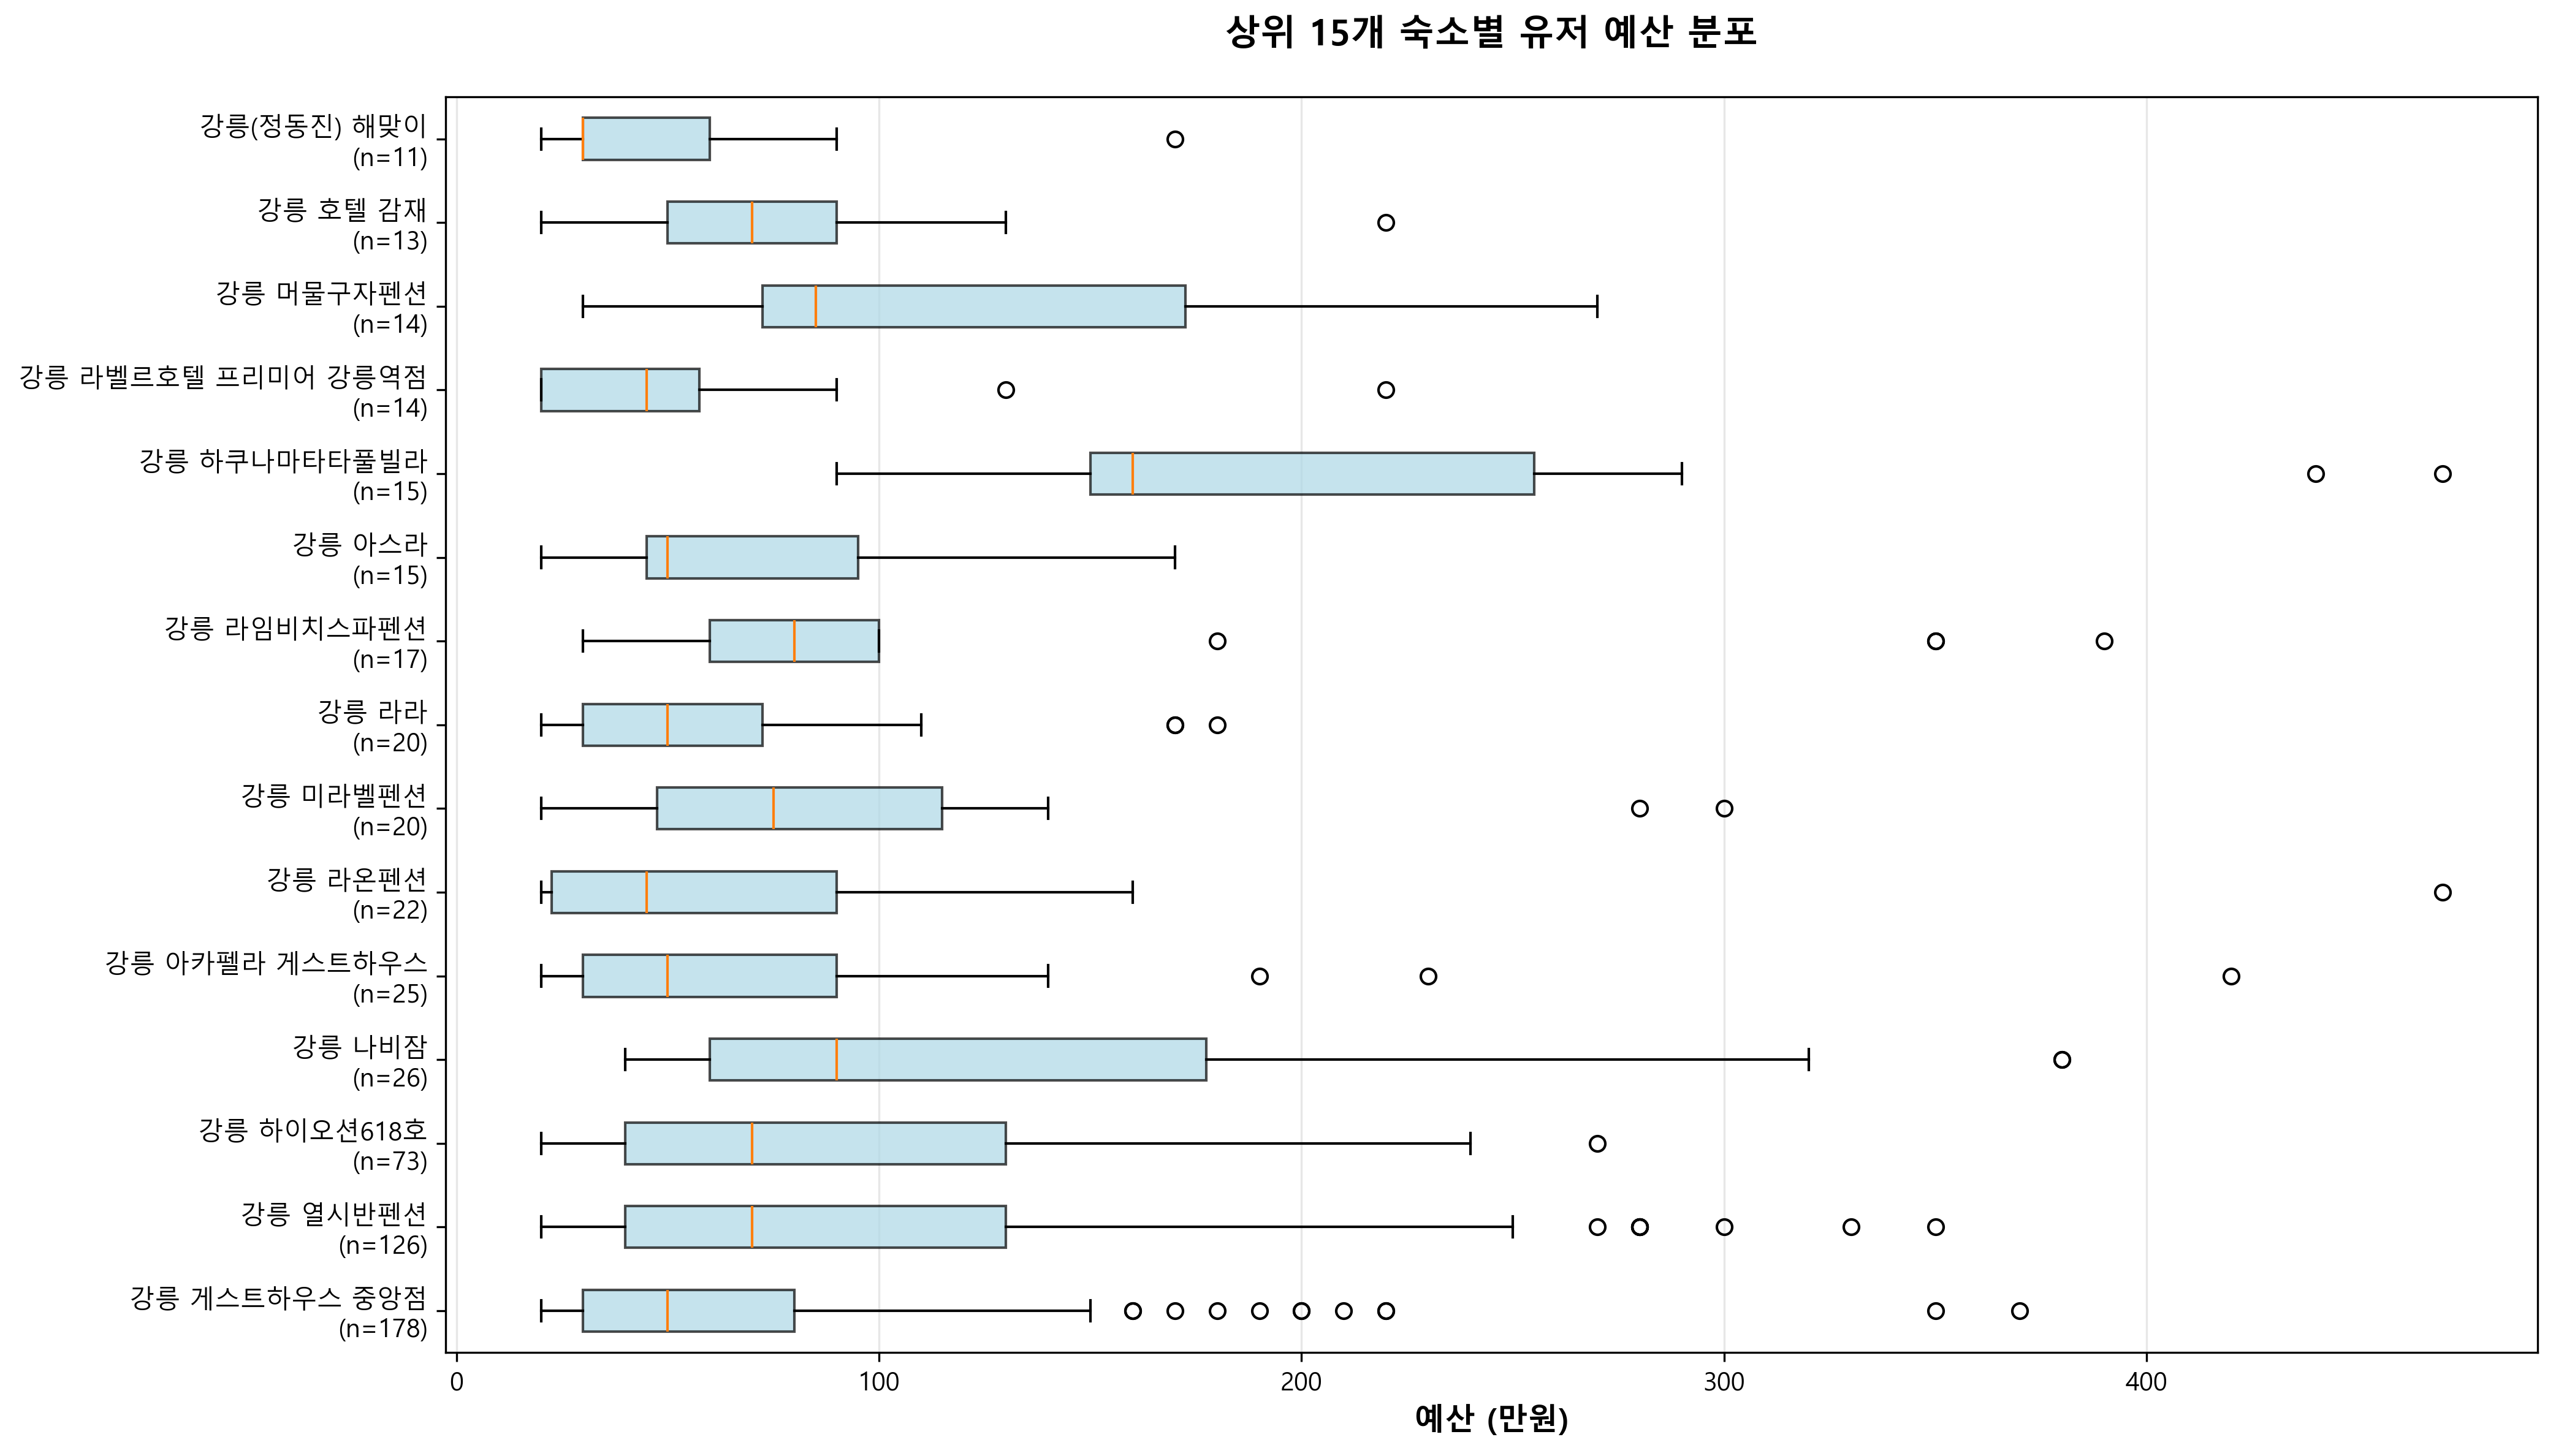 상위 15개 숙소별 유저 예산 분포
강릉(정동진) 해맞이
(n=11)
강릉 호텔 감재
(n=13)
강릉 머물구자펜션
(n=14)
강릉 라벨르호텔 프리미어 강릉역점
(n=14)
강릉 하쿠나마타타풀빌라
(n=15)
강릉 아스라
(n=15)
강릉 라임비치스파펜션
(n=17)
강릉 라라
(n=20)
강릉 미라벨펜션
(n=20)
강릉 라온펜션
(n=22)
강릉 아카펠라 게스트하우스
(n=25)
강릉 나비잠
(n=26)
강릉 하이오션618호
(n=73)
강릉 열시반펜션
(n=126)
강릉 게스트하우스 중앙점
(n=178)
0 100 200 300 400
예산 (만원)